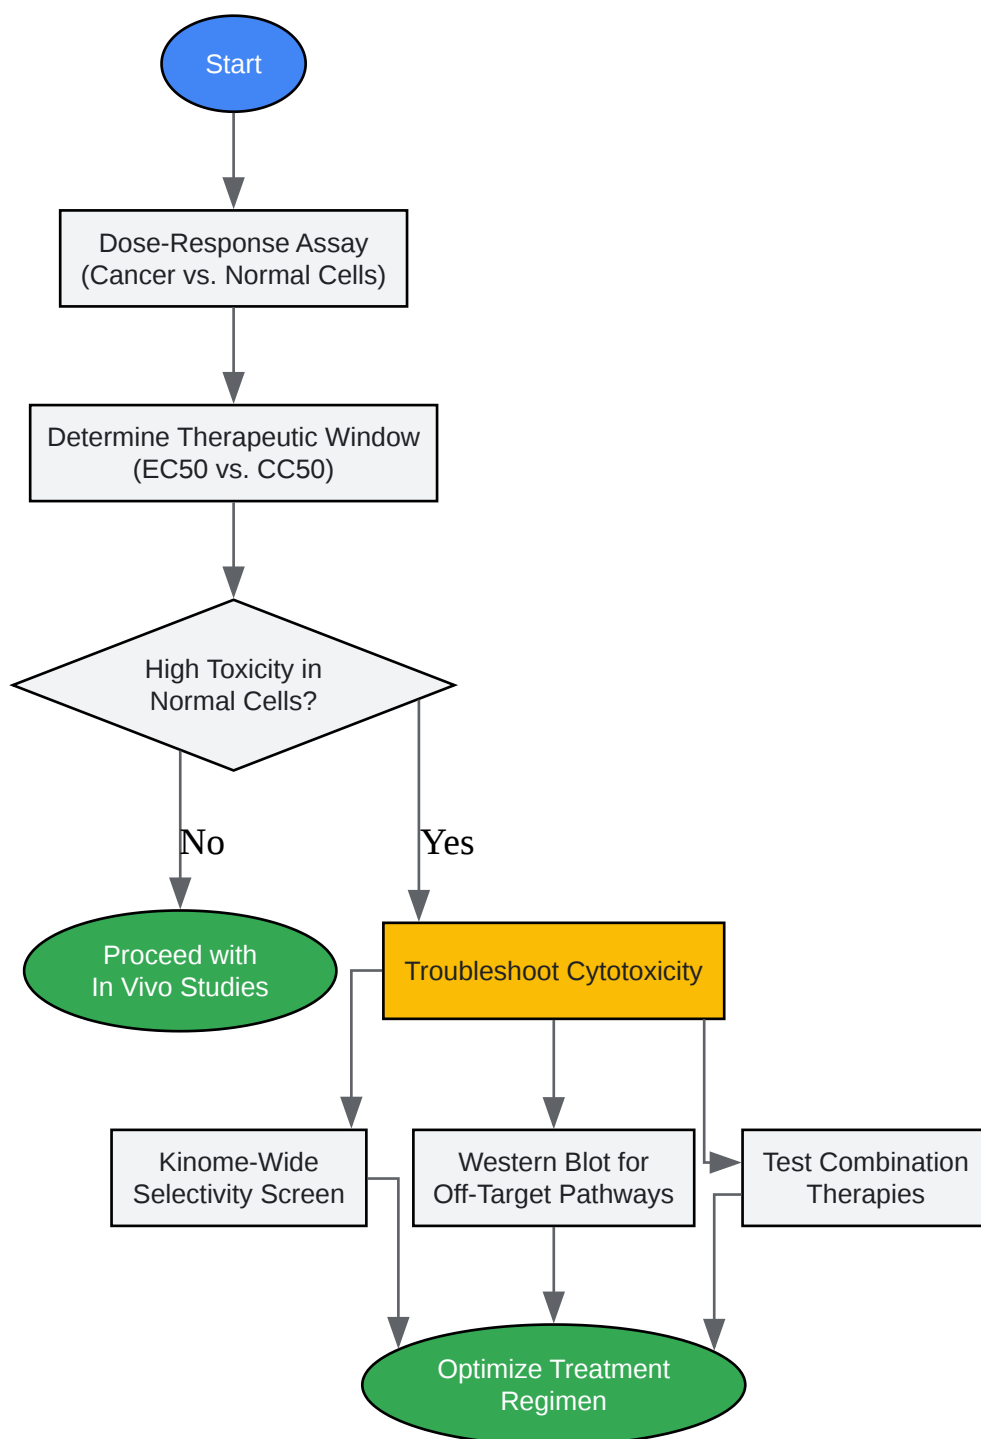 Start
Dose-Response Assay
(Cancer vs. Normal Cells)
Determine Therapeutic Window
(EC50 vs. CC50)
High Toxicity in
Normal Cells?
No
Yes
Proceed with
In Vivo Studies
Troubleshoot Cytotoxicity
Kinome-Wide
Selectivity Screen
Western Blot for
Off-Target Pathways
Test Combination
Therapies
Optimize Treatment
Regimen